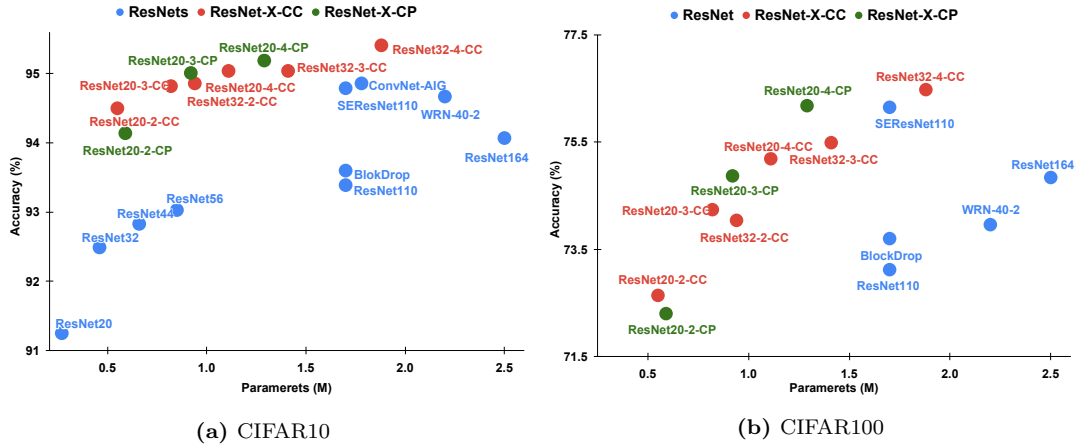 ResNets ResNet-X-CC ResNet-X-CP
Accuracy (%)
95
94
93
92
91
ResNet20-4-CP
ResNet32-4-CC
ResNet20-3-CP
ResNet32-3-CC
ResNet20-3-CC
ResNet20-4-CC
ConvNet-AIG
ResNet32-2-CC
SEResNet110
WRN-40-2
ResNet20-2-CC
ResNet20-2-CP
ResNet164
BlokDrop
ResNet110
ResNet56
ResNet44
ResNet32
ResNet20
0.5 1.0 1.5 2.0 2.5
Paramerets (M)
(a) CIFAR10
ResNet ResNet-X-CC ResNet-X-CP
Accuracy (%)
77.5
75.5
73.5
71.5
ResNet32-4-CC
ResNet20-4-CP
SEResNet110
ResNet20-4-CC
ResNet32-3-CC
ResNet164
ResNet20-3-CP
ResNet20-3-CC
WRN-40-2
ResNet32-2-CC
BlockDrop
ResNet110
ResNet20-2-CC
ResNet20-2-CP
0.5 1.0 1.5 2.0 2.5
Paramerets (M)
(b) CIFAR100